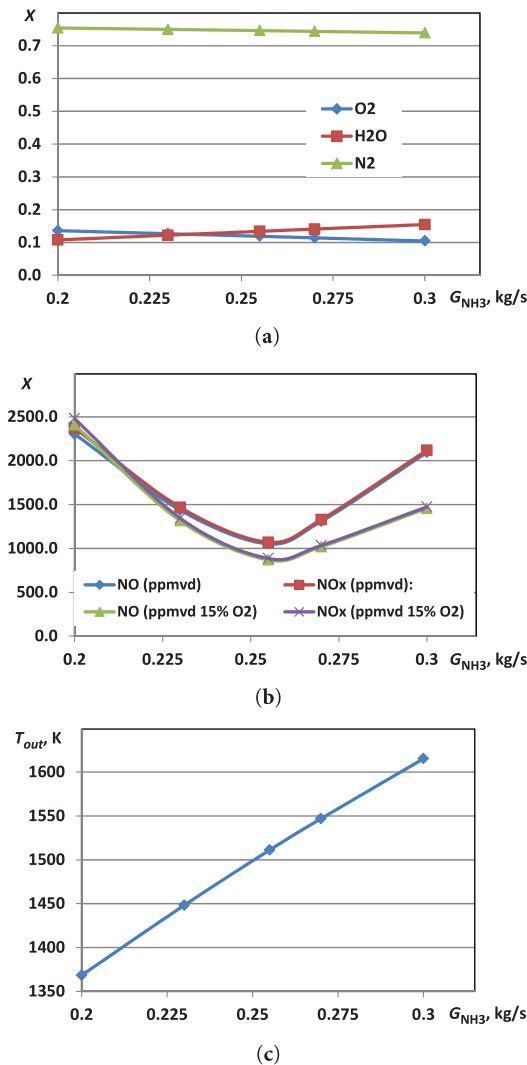 X
0.7
0.6
0.5
0.4
0.3
0.2
0.1
0.0
O2
H2O
N2
0.2 0.225 0.25 0.275 0.3 G_NH3, kg/s
(a)
X
2500.0
2000.0
1500.0
1000.0
500.0
0.0
NO (ppmvd) NOx (ppmvd):
NO (ppmvd 15% O2) NOx (ppmvd 15% O2)
0.2 0.225 0.25 0.275 0.3 G_NH3, kg/s
(b)
T_out, K
1600
1550
1500
1450
1400
1350
0.2 0.225 0.25 0.275 0.3 G_NH3, kg/s
(c)